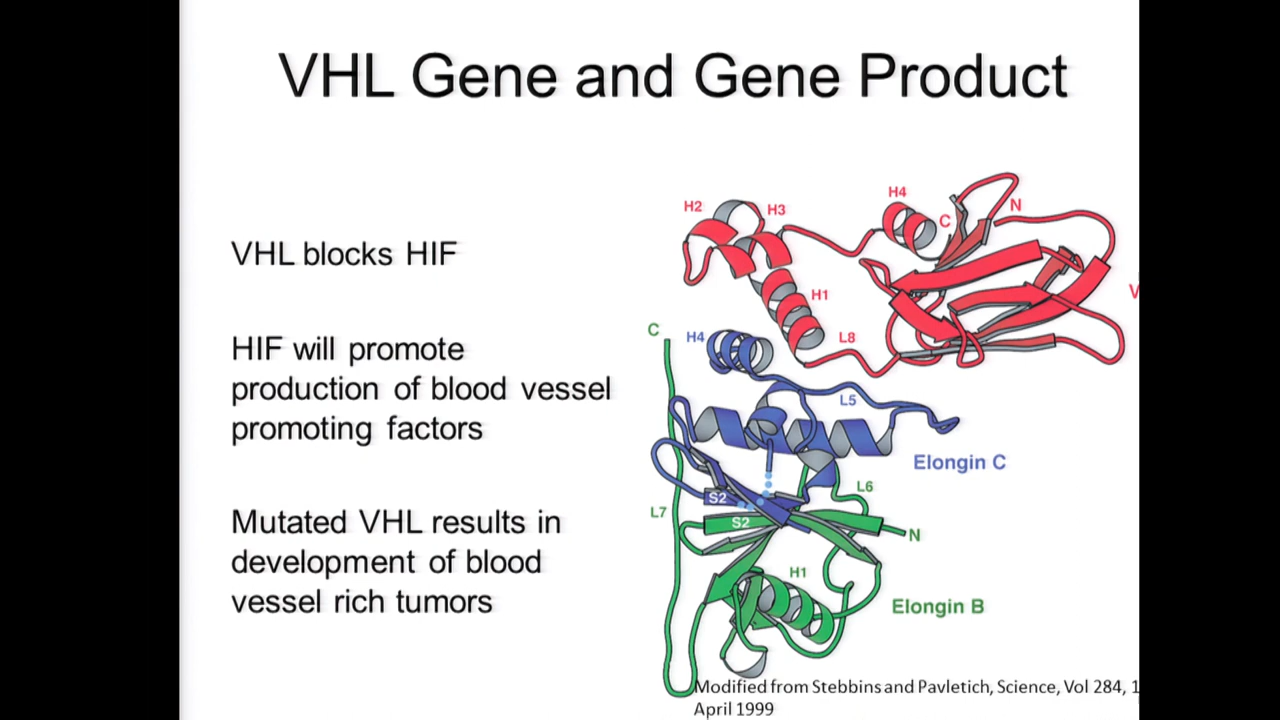 VHL Gene and Gene Product
VHL blocks HIF
HIF will promote
production of blood vessel
promoting factors
Mutated VHL results in
development of blood
vessel rich tumors
H2
H3
H4
C
N
H1
L8
C
H4
L5
Elongin C
L6
S2
L7
S2
N
H1
Elongin B
Modified from Stebbins and Pavletich, Science, Vol 284, 1
April 1999